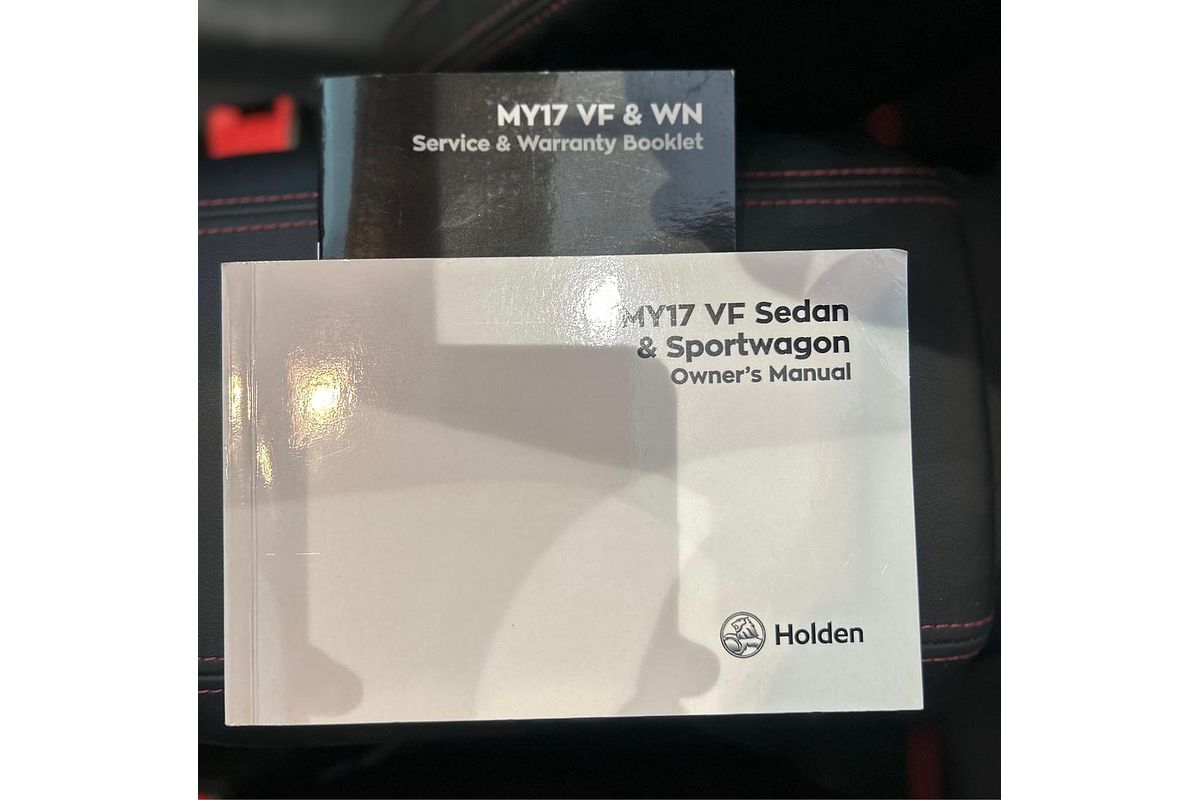 MY17 VF & WN
Service & Warranty Booklet
MY17 VF Sedan
& Sportwagon
Owner's Manual
Holden